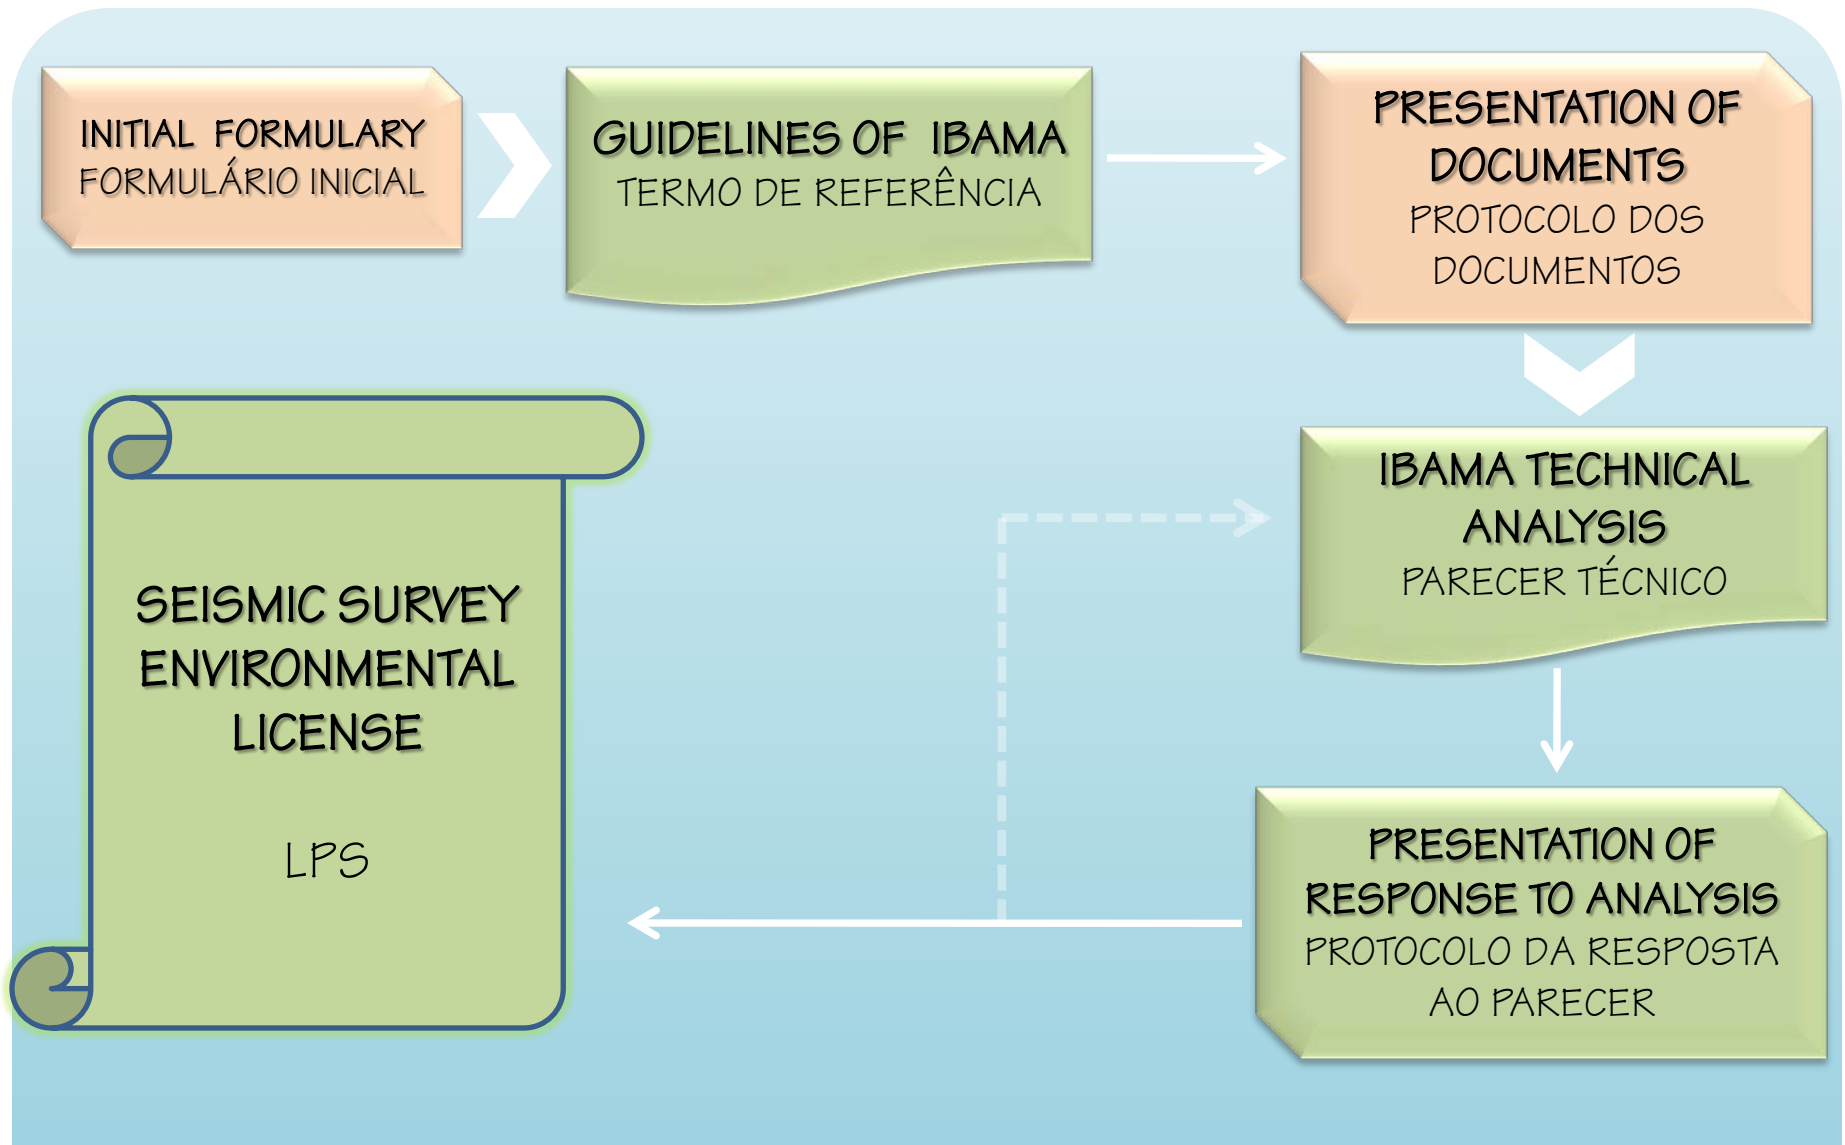 INITIAL FORMULARY
FORMULÁRIO INICIAL
GUIDELINES OF IBAMA
TERMO DE REFERÊNCIA
PRESENTATION OF
DOCUMENTS
PROTOCOLO DOS
DOCUMENTOS
IBAMA TECHNICAL
ANALYSIS
PARECER TÉCNICO
PRESENTATION OF
RESPONSE TO ANALYSIS
PROTOCOLO DA RESPOSTA
AO PARECER
SEISMIC SURVEY
ENVIRONMENTAL
LICENSE
LPS